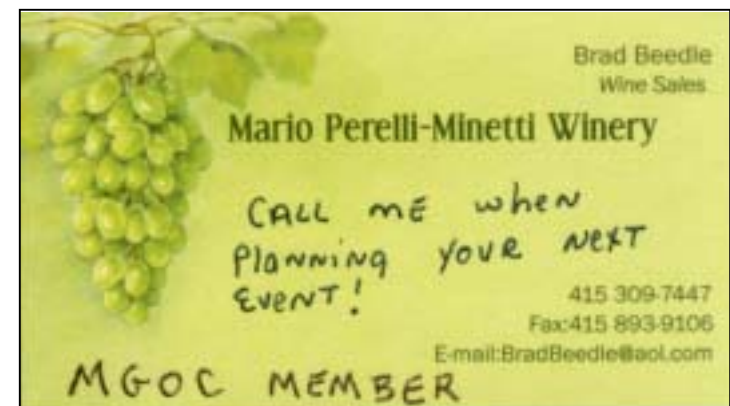 Brad Beedle
Wine Sales
Mario Perelli-Minetti Winery
CALL mE when
PlANNiNg YOUR NEXT
EVENT!
415 309-7447
Fax:415 893-9106
E-mail:BradBeedle@aol.com
MGOC MEMBER